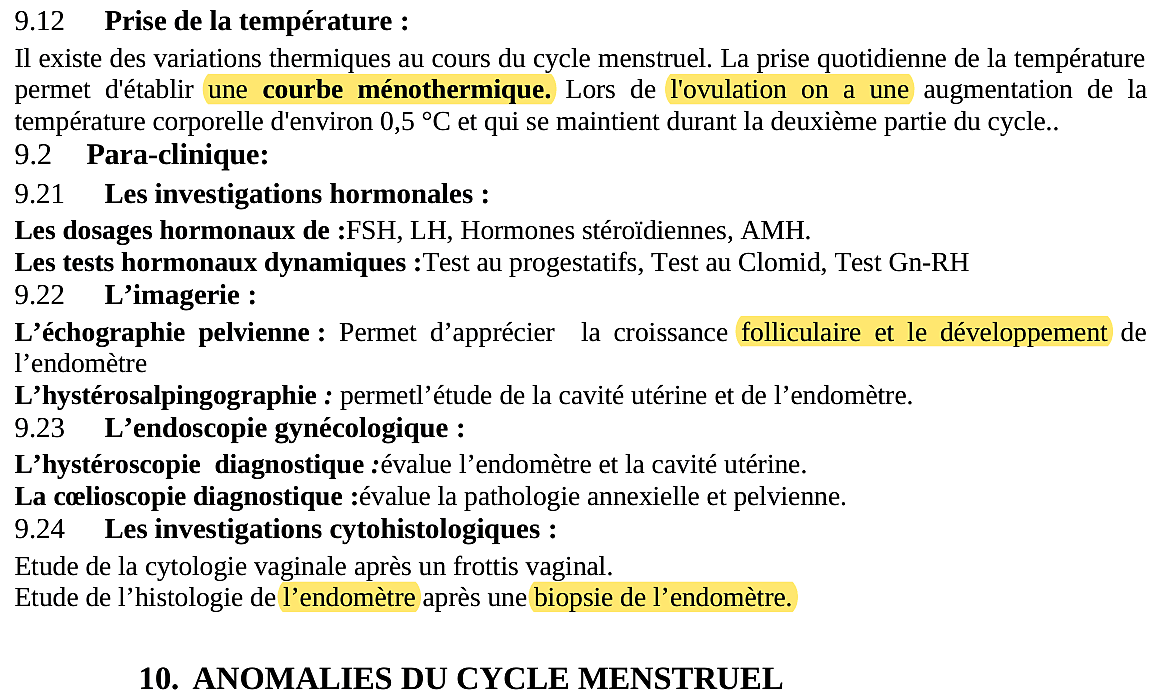 9.12 Prise de la température :
Il existe des variations thermiques au cours du cycle menstruel. La prise quotidienne de la température
permet d'établir une courbe ménothermique. Lors de l'ovulation on a une augmentation de la
température corporelle d'environ 0,5 °C et qui se maintient durant la deuxième partie du cycle..
9.2 Para-clinique:
9.21 Les investigations hormonales :
Les dosages hormonaux de :FSH, LH, Hormones stéroïdiennes, AMH.
Les tests hormonaux dynamiques :Test au progestatifs, Test au Clomid, Test Gn-RH
9.22 L’imagerie :
L’échographie pelvienne : Permet d’apprécier la croissance folliculaire et le développement de
l’endomètre
L’hystérosalpingographie : permetl’étude de la cavité utérine et de l’endomètre.
9.23 L’endoscopie gynécologique :
L’hystéroscopie diagnostique :évalue l’endomètre et la cavité utérine.
La cœlioscopie diagnostique :évalue la pathologie annexielle et pelvienne.
9.24 Les investigations cytohistologiques :
Etude de la cytologie vaginale après un frottis vaginal.
Etude de l’histologie de l’endomètre après une biopsie de l’endomètre.
10. ANOMALIES DU CYCLE MENSTRUEL